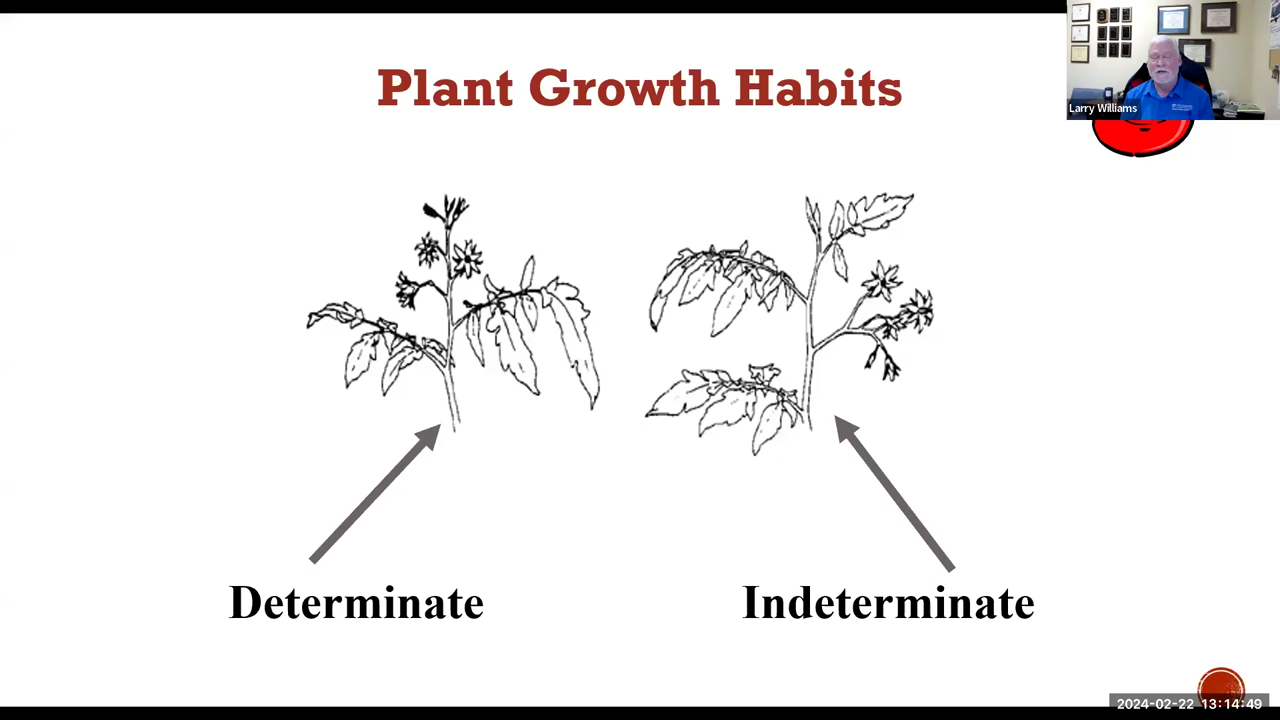 Plant Growth Habits
Larry Williams
Determinate
Indeterminate
2024-02-22 13:14:49